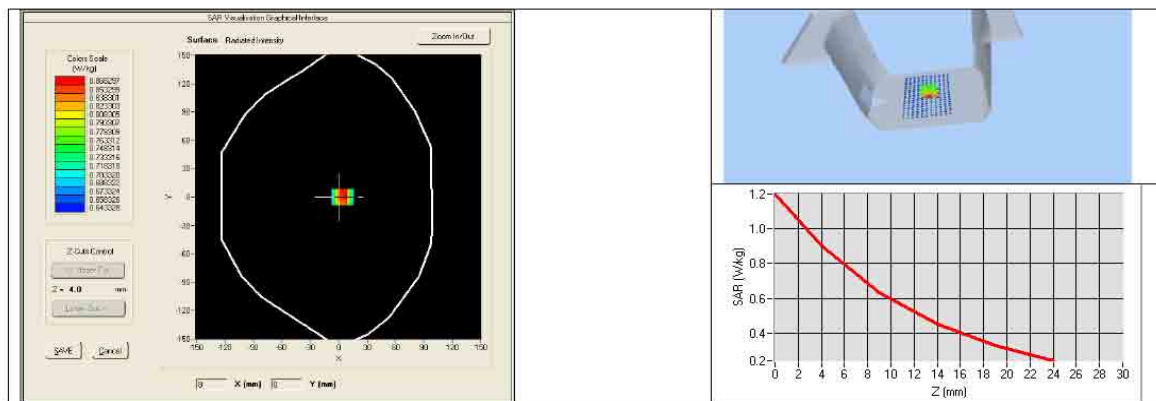 SAR Visualisation Graphical Interface
Surface Radiated Intensity
Zoom In/Out
Colors Scale
(W/kg)
0.853299
0.838301
0.823303
0.808305
0.793307
0.778309
0.763312
0.748314
0.733316
0.718318
0.703320
0.688322
0.673324
0.658326
0.643328
150
120
90
60
30
0
-30
-60
-90
-120
-150
Y
-150 -120 -90 -60 -30 0 30 60 90 120 150
X
Z-Cuts Control
Z = 4.0 mm
SAVE
Cancel
X (mm)
Y (mm)
1.2
1.0
0.8
0.6
0.4
0.2
SAR (W/kg)
0 2 4 6 8 10 12 14 16 18 20 22 24 26 28 30
Z (mm)